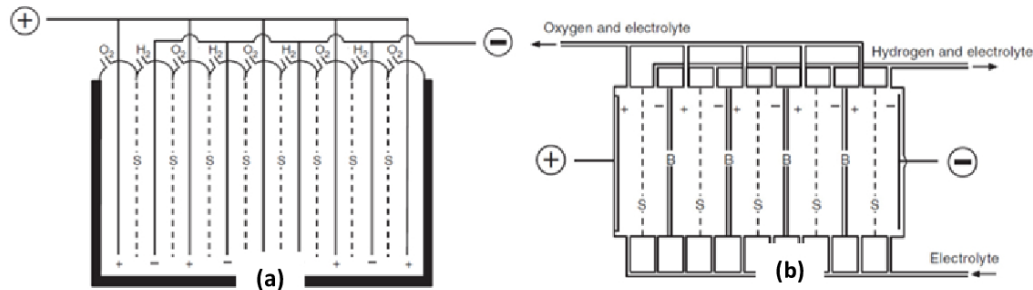 +
O₂ H₂ O₂ H₂ O₂ H₂ O₂ H₂ O₂
−
S S S S S S S S
+ − + − + − +
(a)
Oxygen and electrolyte
Hydrogen and electrolyte
+ − + − + − + − + −
B B B B
+
−
S S S S S
Electrolyte
(b)